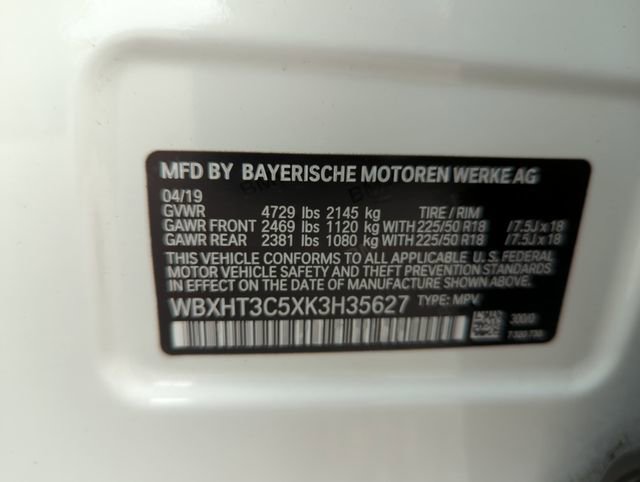 MFD BY BAYERISCHE MOTOREN WERKE AG
04/19
GVWR 4729 lbs 2145 kg TIRE / RIM
GAWR FRONT 2469 lbs 1120 kg WITH 225/50 R18 /7.5J x 18
GAWR REAR 2381 lbs 1080 kg WITH 225/50 R18 /7.5J x 18
THIS VEHICLE CONFORMS TO ALL APPLICABLE U. S. FEDERAL
MOTOR VEHICLE SAFETY AND THEFT PREVENTION STANDARDS
IN EFFECT ON THE DATE OF MANUFACTURE SHOWN ABOVE.
WBXHT3C5XK3H35627 TYPE: MPV
300/0